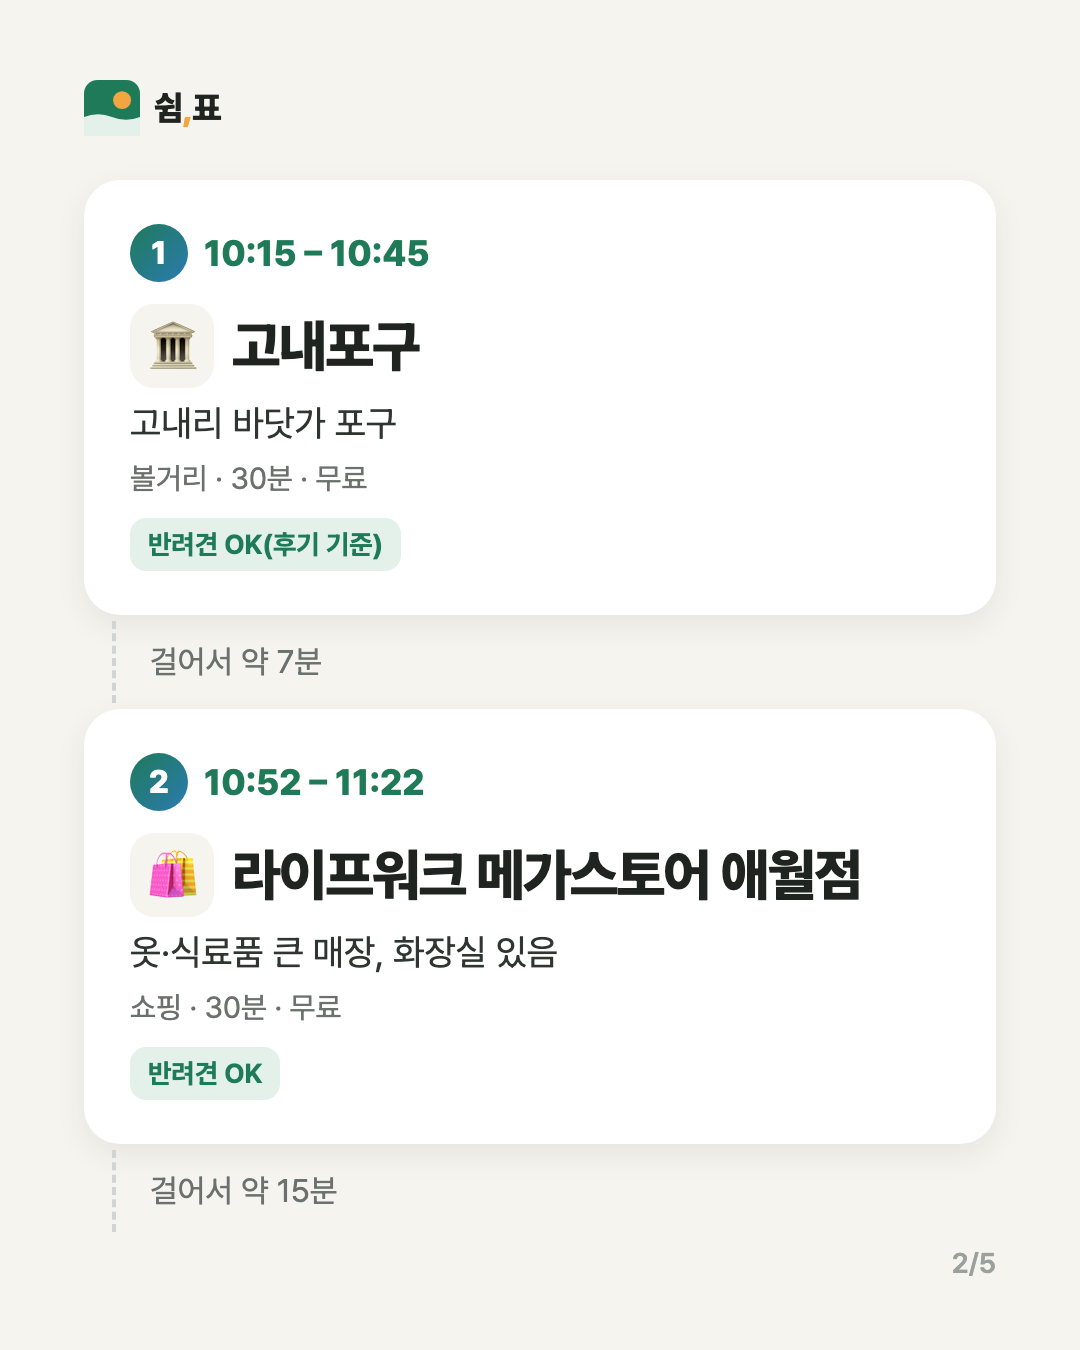 쉼,표
1 10:15 – 10:45
고내포구
고내리 바닷가 포구
볼거리 · 30분 · 무료
반려견 OK(후기 기준)
걸어서 약 7분
2 10:52 – 11:22
라이프워크 메가스토어 애월점
옷·식료품 큰 매장, 화장실 있음
쇼핑 · 30분 · 무료
반려견 OK
걸어서 약 15분
2/5